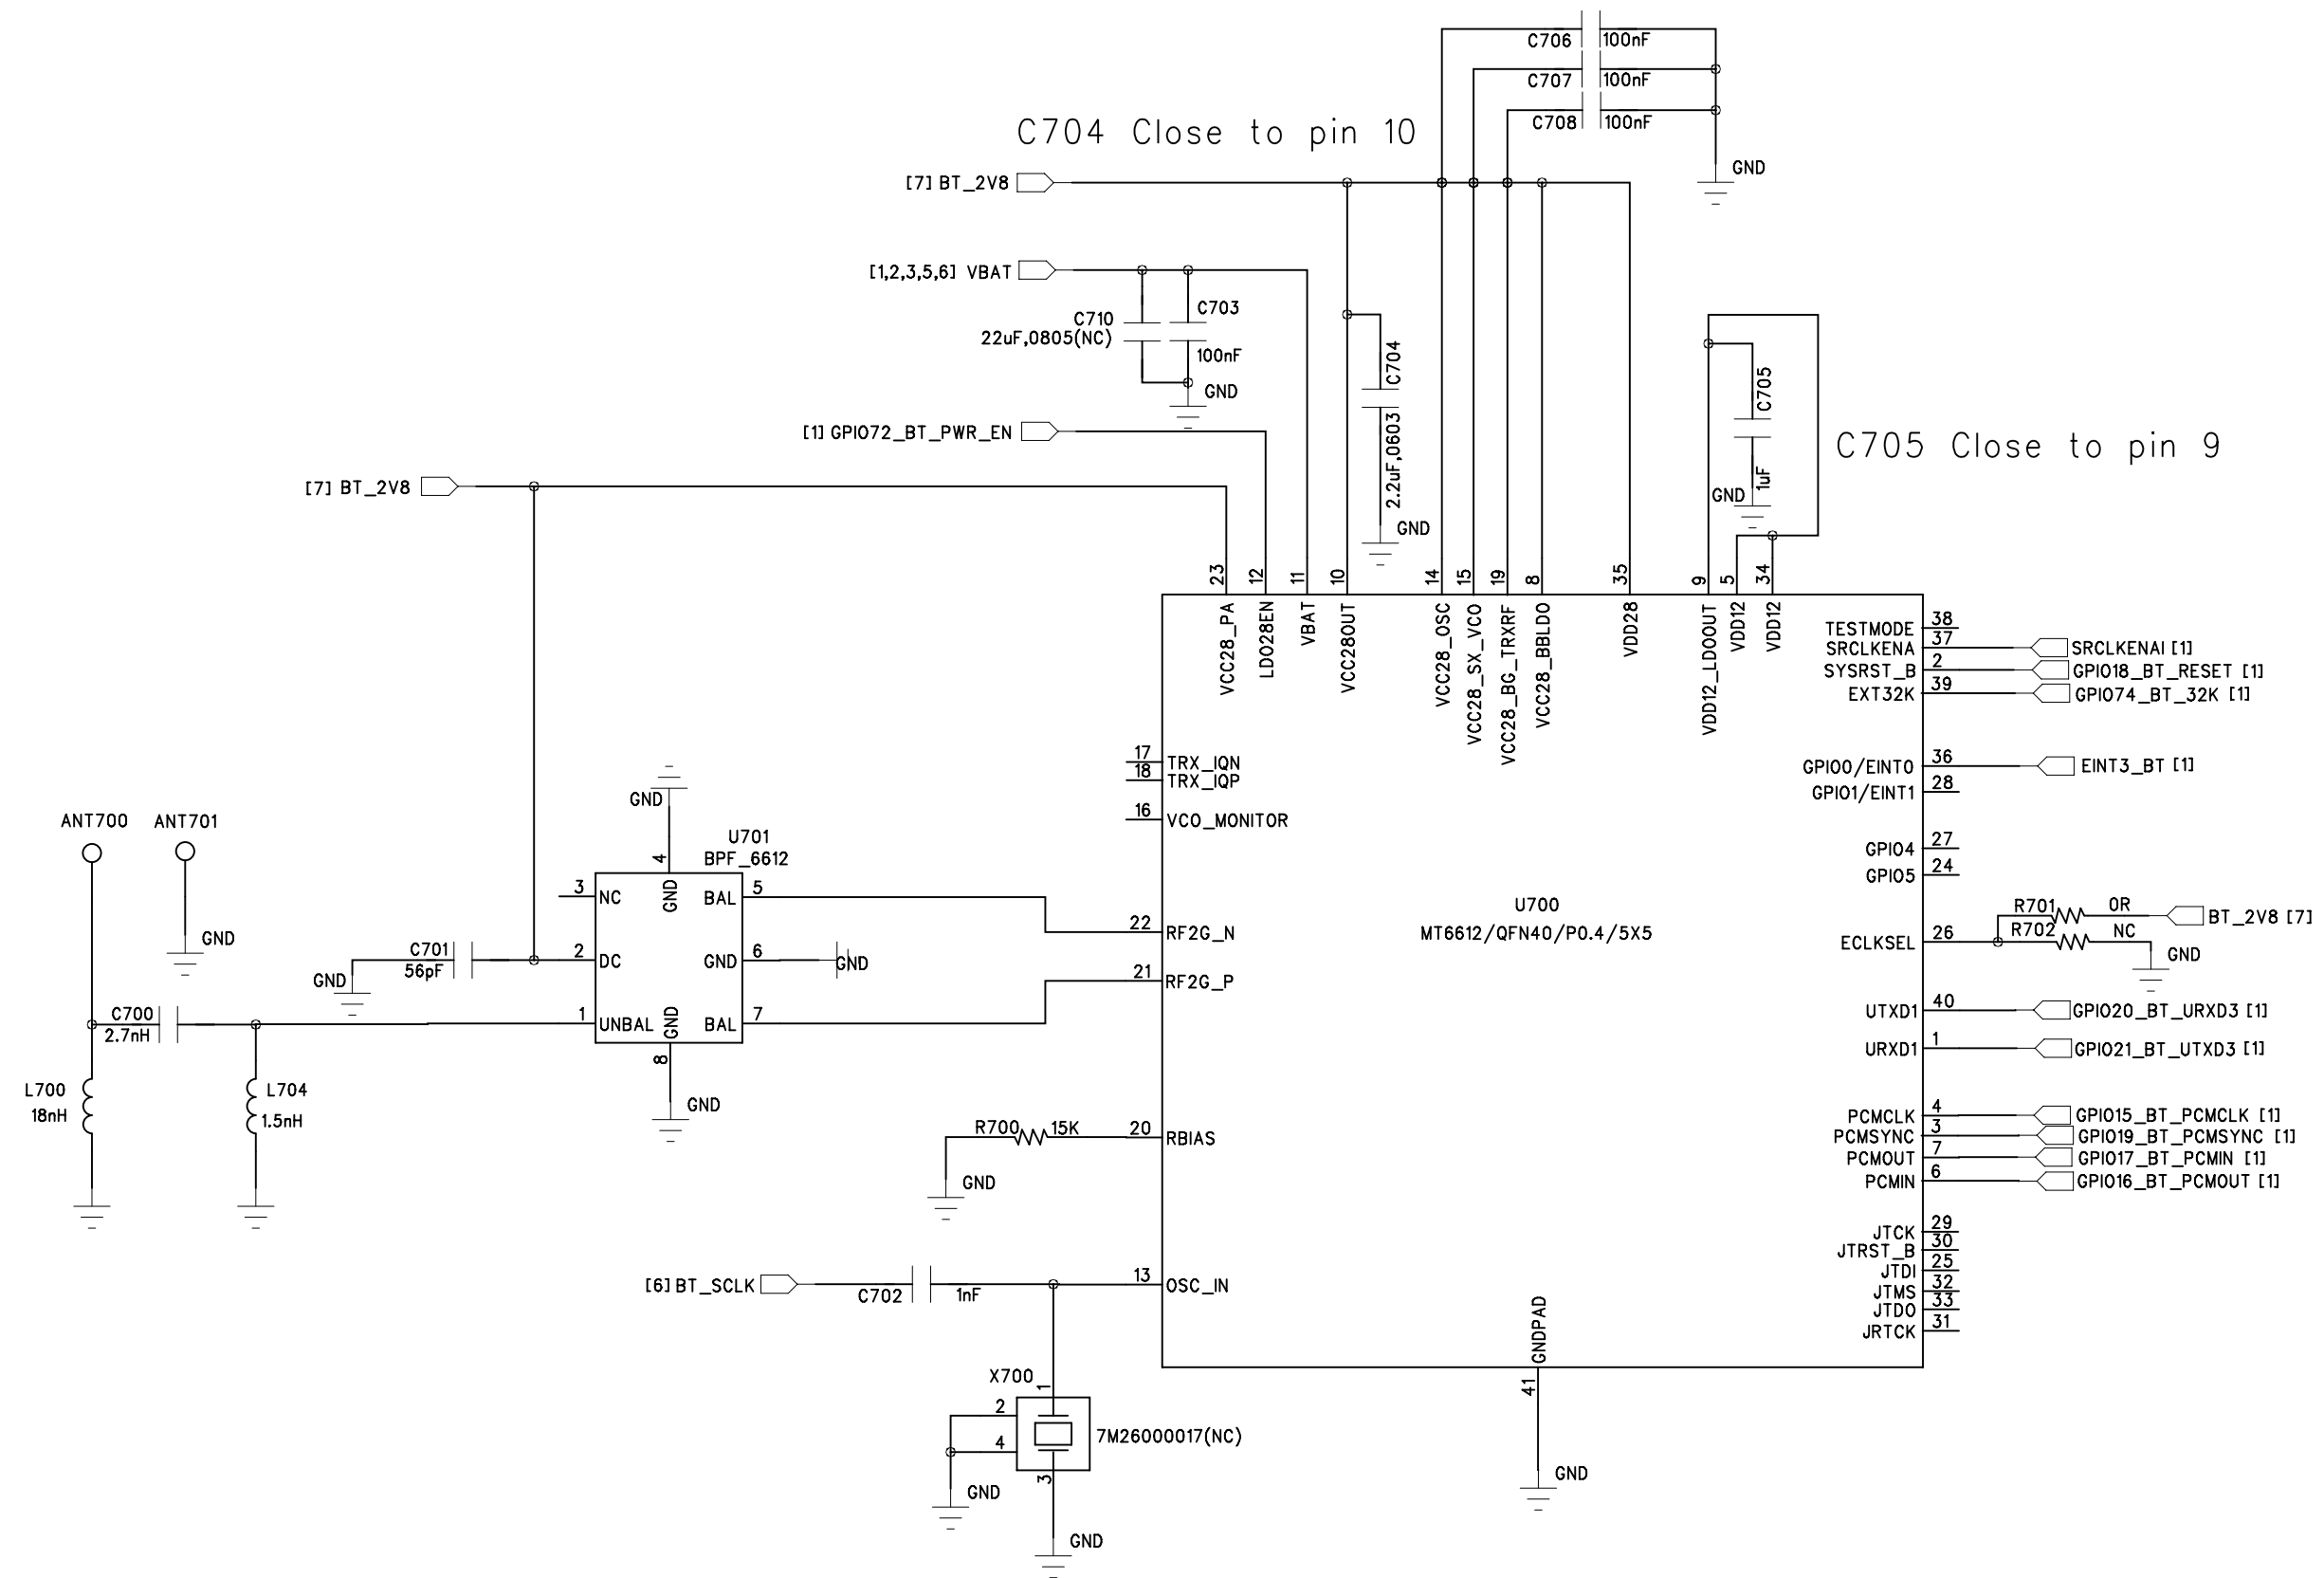 C706 100nF
C707 100nF
C708 100nF
GND
C704 Close to pin 10
[7] BT_2V8
[1,2,3,5,6] VBAT
C710
22uF,0805(NC)
C703
100nF
GND
C704
2.2uF,0603
GND
C705
1uF
GND
C705 Close to pin 9
[1] GPIO72_BT_PWR_EN
[7] BT_2V8
23 VCC28_PA
12 LDO28EN
11 VBAT
10 VCC28OUT
14 VCC28_OSC
15 VCC28_SX_VCO
19 VCC28_BG_TRXRF
8 VCC28_BBLDO
35 VDD28
9 VDD12_LDOOUT
5 VDD12
34 VDD12
TESTMODE 38
SRCLKENA 37 SRCLKENAI [1]
SYSRST_B 2 GPIO18_BT_RESET [1]
EXT32K 39 GPIO74_BT_32K [1]
GPIO0/EINT0 36 EINT3_BT [1]
GPIO1/EINT1 28
GPIO4 27
GPIO5 24
R701 0R BT_2V8 [7]
ECLKSEL 26 R702 NC
GND
UTXD1 40 GPIO20_BT_URXD3 [1]
URXD1 1 GPIO21_BT_UTXD3 [1]
PCMCLK 4 GPIO15_BT_PCMCLK [1]
PCMSYNC 3 GPIO19_BT_PCMSYNC [1]
PCMOUT 7 GPIO17_BT_PCMIN [1]
PCMIN 6 GPIO16_BT_PCMOUT [1]
JTCK 29
JTRST_B 30
JTDI 25
JTMS 32
JTDO 33
JRTCK 31
U700
MT6612/QFN40/P0.4/5X5
17 TRX_IQN
18 TRX_IQP
16 VCO_MONITOR
22 RF2G_N
21 RF2G_P
R700 15K 20 RBIAS
GND
[6] BT_SCLK C702 1nF 13 OSC_IN
GNDPAD
41
GND
X700
1
2
4
3
7M26000017(NC)
GND
GND
ANT700 ANT701
GND
GND
U701
BPF_6612
4 GND
3 NC
BAL 5
2 DC
GND 6 GND
1 UNBAL
BAL 7
GND 8
GND
C701
56pF
GND
C700
2.7nH
L700
18nH
L704
1.5nH